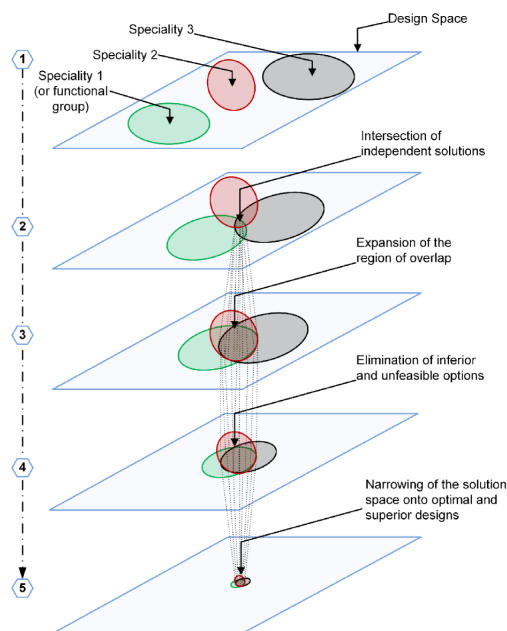 Design Space
Speciality 3
Speciality 2
Speciality 1
(or functional
group)
1
Intersection of
independent solutions
2
Expansion of the
region of overlap
3
Elimination of inferior
and unfeasible options
4
Narrowing of the solution
space onto optimal and
superior designs
5